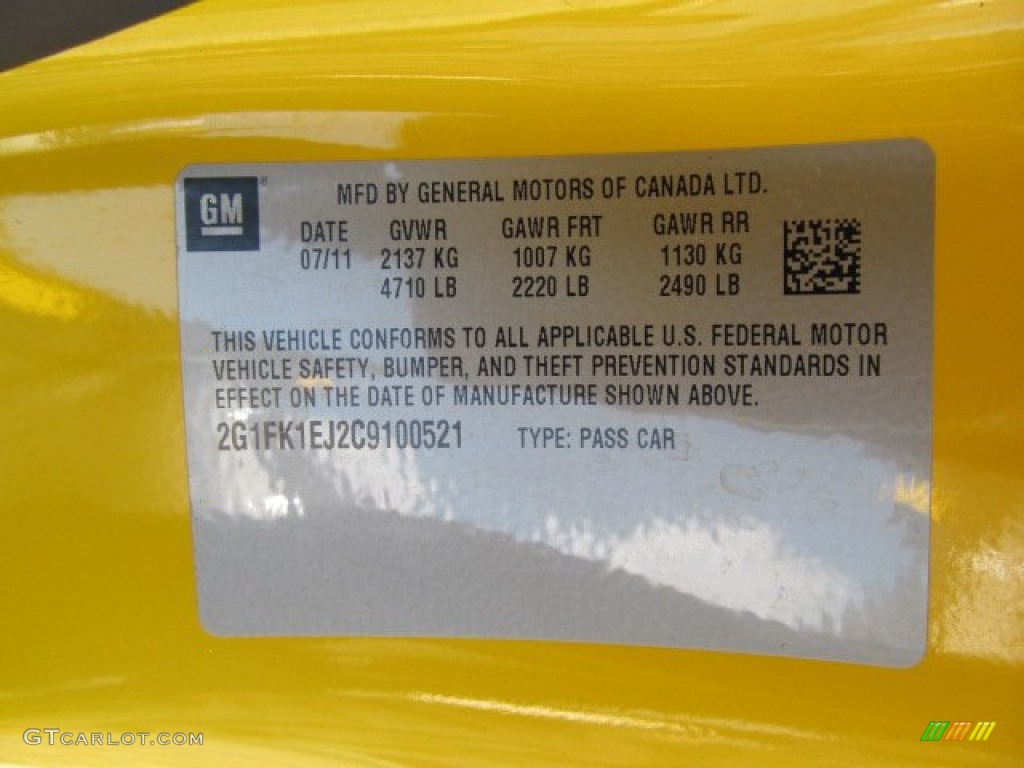 GM ®
MFD BY GENERAL MOTORS OF CANADA LTD.
DATE GVWR GAWR FRT GAWR RR
07/11 2137 KG 1007 KG 1130 KG
4710 LB 2220 LB 2490 LB
THIS VEHICLE CONFORMS TO ALL APPLICABLE U.S. FEDERAL MOTOR
VEHICLE SAFETY, BUMPER, AND THEFT PREVENTION STANDARDS IN
EFFECT ON THE DATE OF MANUFACTURE SHOWN ABOVE.
2G1FK1EJ2C9100521 TYPE: PASS CAR
GTCARLOT.COM